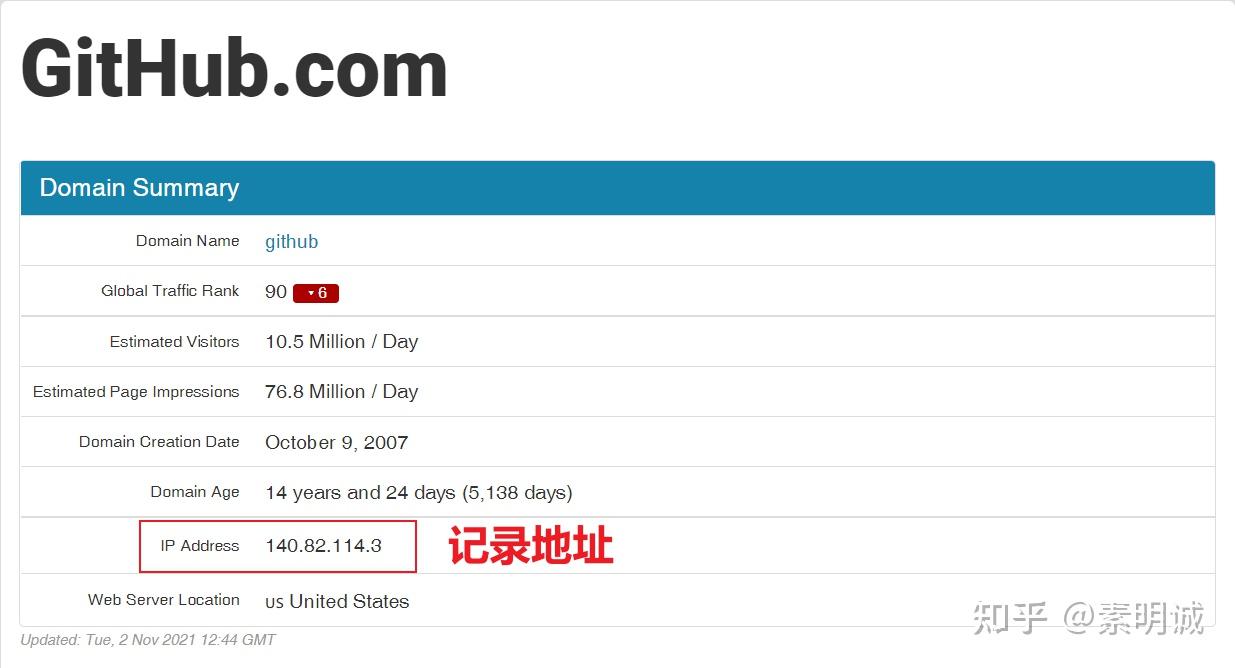 GitHub.com
Domain Summary
Domain Name github
Global Traffic Rank 90 6
Estimated Visitors 10.5 Million / Day
Estimated Page Impressions 76.8 Million / Day
Domain Creation Date October 9, 2007
Domain Age 14 years and 24 days (5,138 days)
IP Address 140.82.114.3 记录地址
Web Server Location us United States
知乎 @素明诚
Updated: Tue, 2 Nov 2021 12:44 GMT